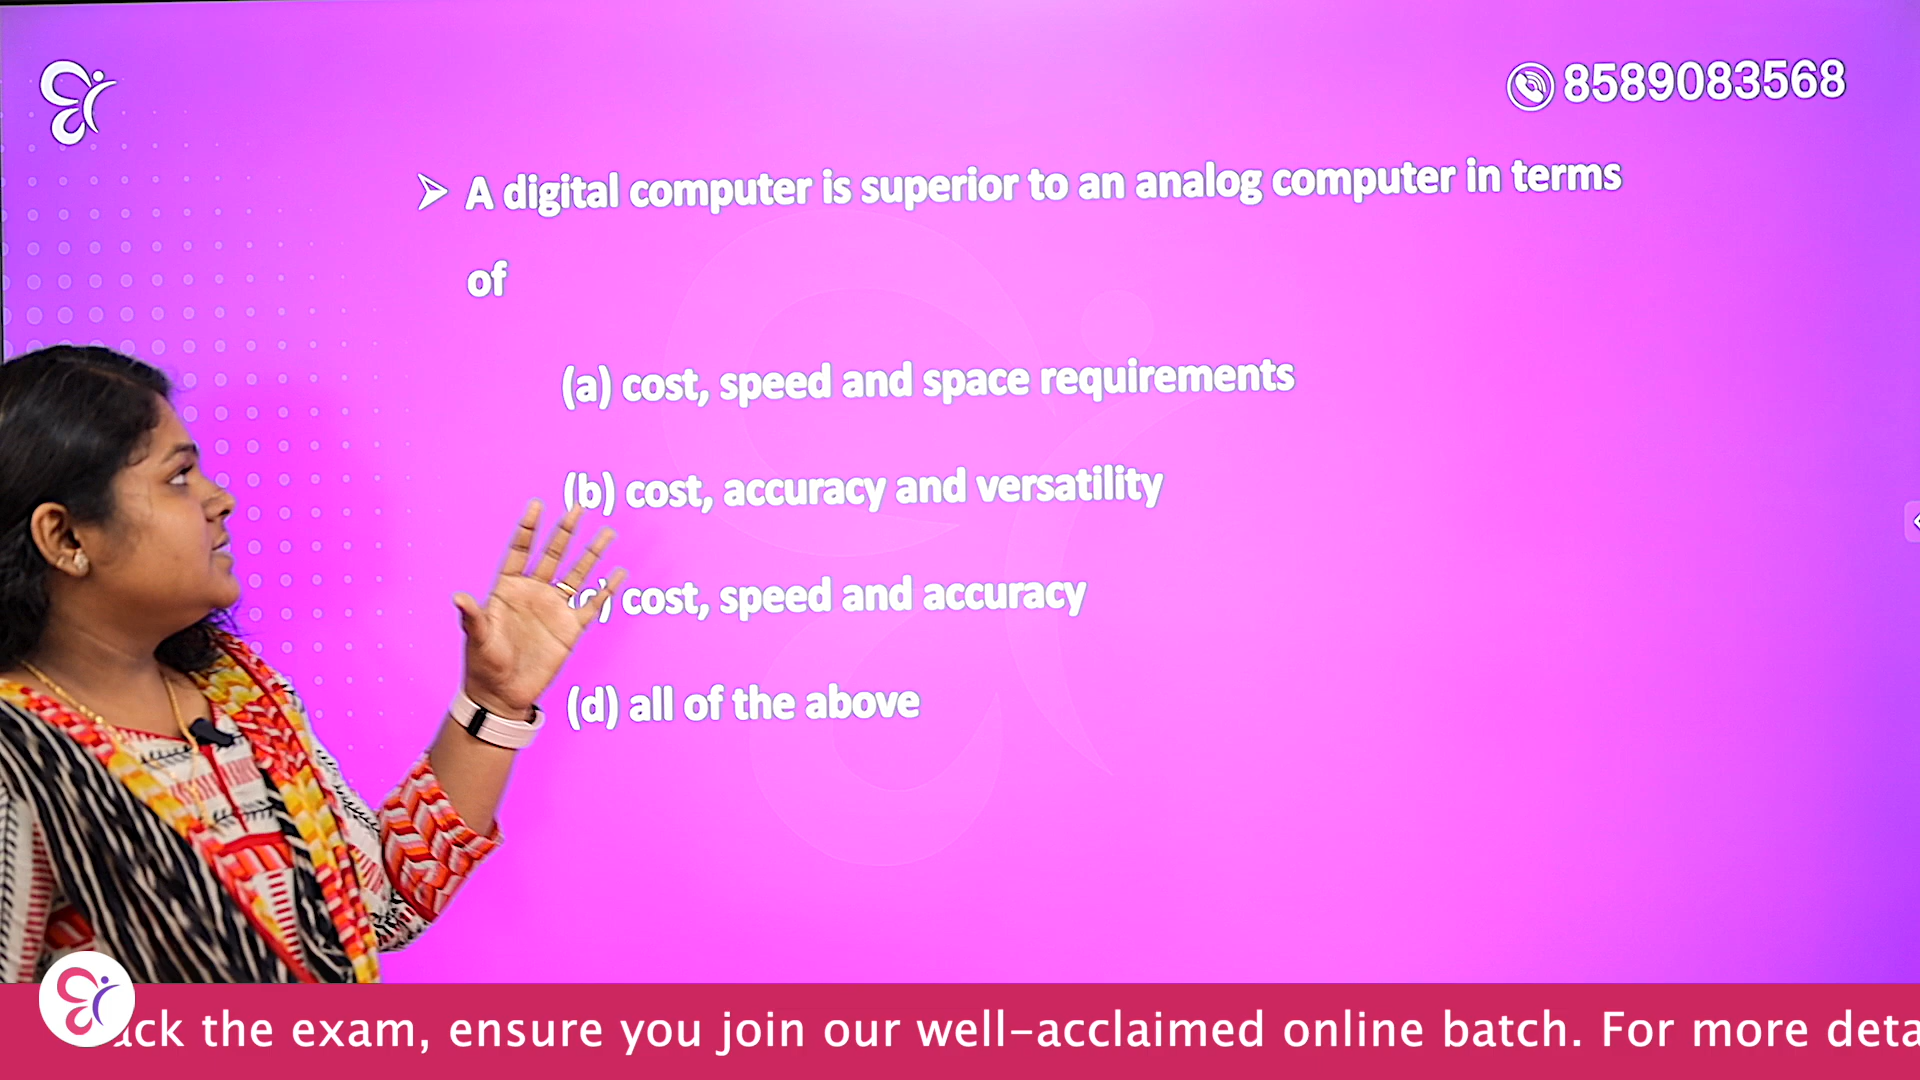 8589083568
➢ A digital computer is superior to an analog computer in terms
of
(a) cost, speed and space requirements
(b) cost, accuracy and versatility
(c) cost, speed and accuracy
(d) all of the above
ack the exam, ensure you join our well-acclaimed online batch. For more deta